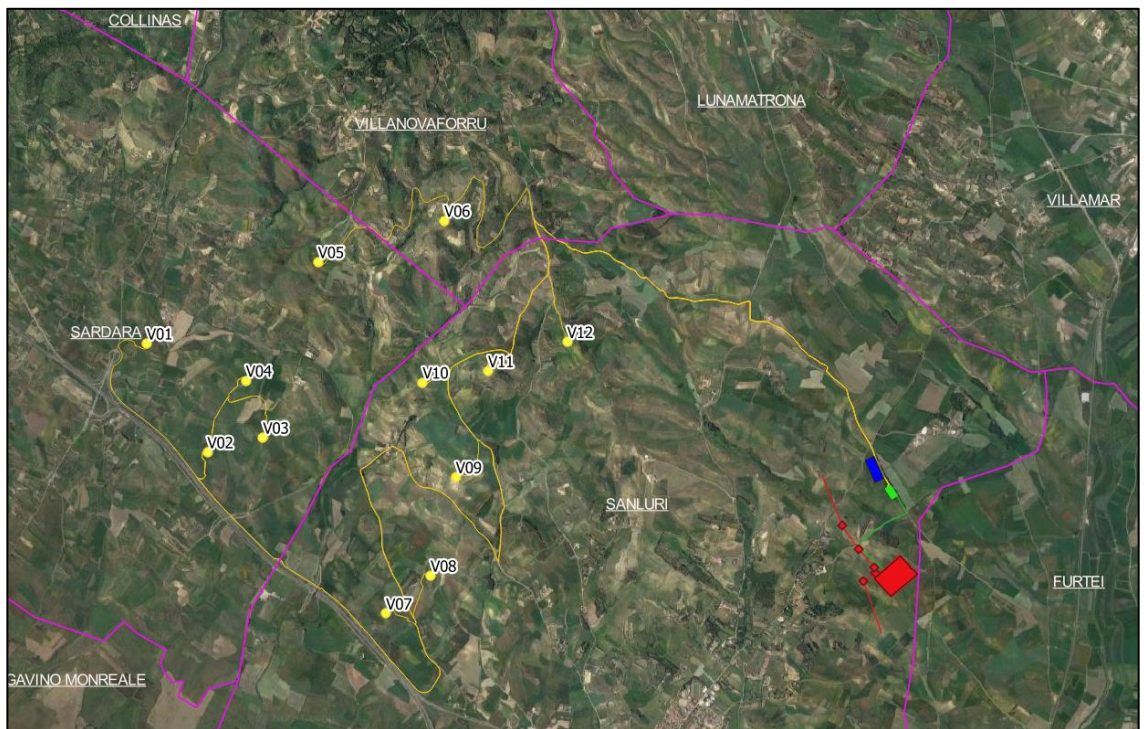 COLLINAS
LUNAMATRONA
VILLANOVAFORRU
VILLAMAR
V06
V05
SARDARA
V01
V12
V11
V04
V10
V03
V02
V09
SANLURI
V08
FURTEI
V07
GAVINO MONREALE